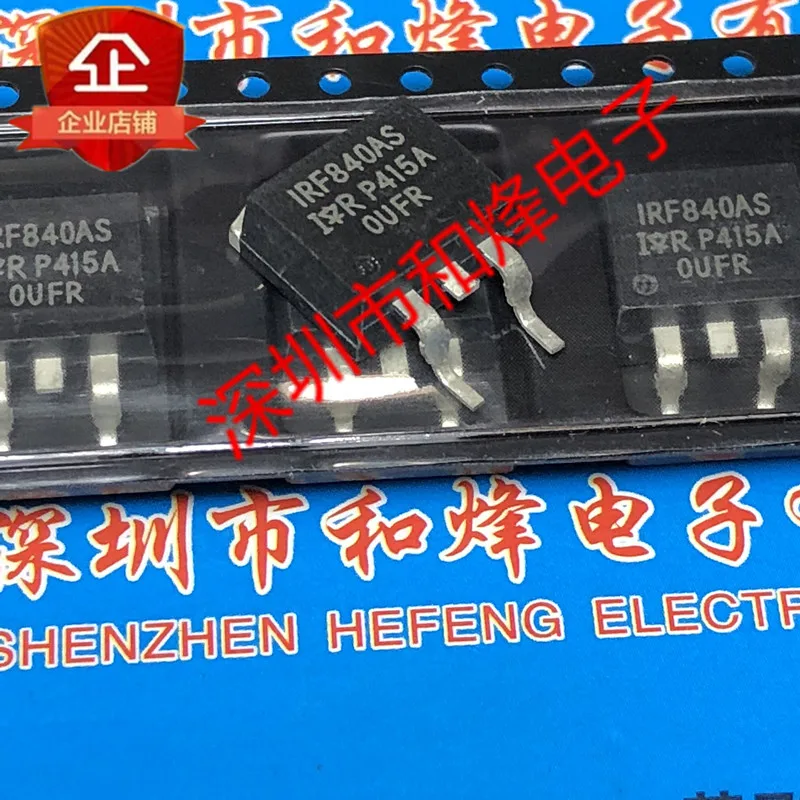 深圳市和烽电子有
企
企业店铺
IRF840AS
IR P415A
0UFR
RF840AS
R P415A
0UFR
IRF840AS
IR P415A
0UFR
深圳市和烽电子
深圳市和烽电子
SHENZHEN HEFENG ELECTR